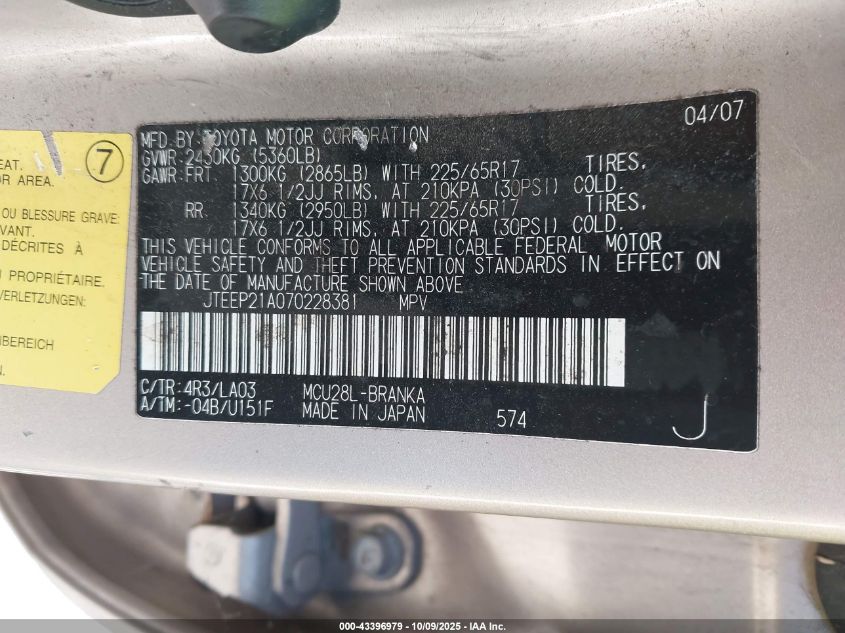 04/07
MFD.BY TOYOTA MOTOR CORPORATION
GVWR:2430KG (5360LB)
GAWR:FRT 1300KG (2865LB) WITH 225/65R17 TIRES,
17X6 1/2JJ RIMS, AT 210KPA (30PSI) COLD.
RR 1340KG (2950LB) WITH 225/65R17 TIRES,
17X6 1/2JJ RIMS, AT 210KPA (30PSI) COLD.
THIS VEHICLE CONFORMS TO ALL APPLICABLE FEDERAL MOTOR
VEHICLE SAFETY AND THEFT PREVENTION STANDARDS IN EFFECT ON
THE DATE OF MANUFACTURE SHOWN ABOVE.
JTEEP21A070228381 MPV
C/TR:4R3/LA03 MCU28L-BRANKA
A/TM:-04B/U151F MADE IN JAPAN 574
J
7
EAT.
OR AREA.
OU BLESSURE GRAVE:
VANT.
DÉCRITES À
PROPRIÉTAIRE.
VERLETZUNGEN:
BEREICH
000-43396979 - 10/09/2025 - IAA Inc.